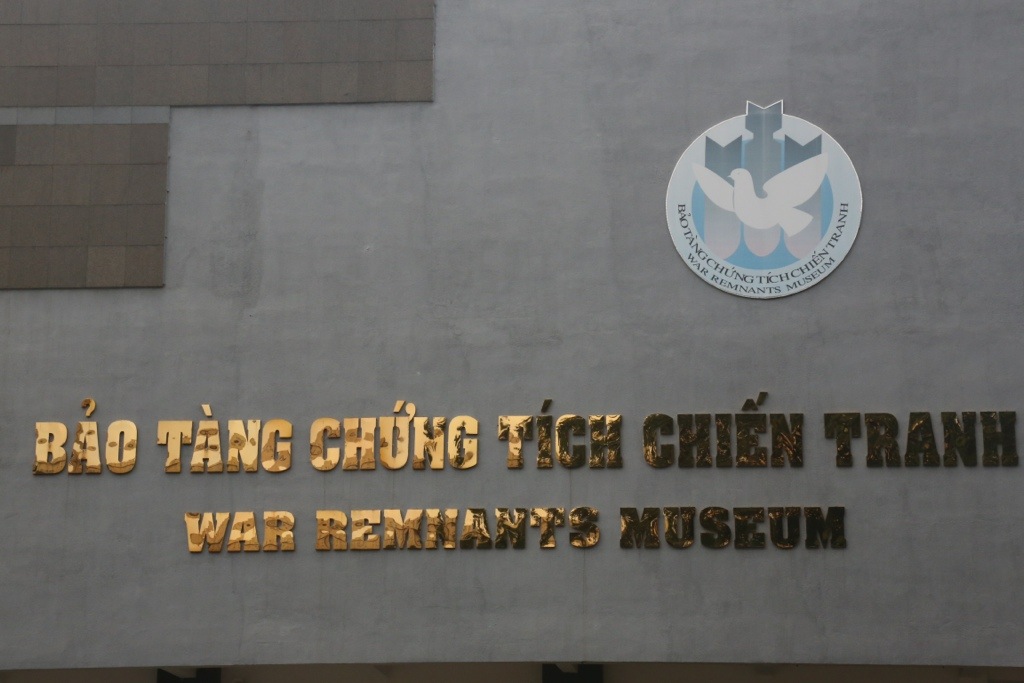 BẢO TÀNG CHỨNG TÍCH CHIẾN TRANH
WAR REMNANTS MUSEUM
BẢO TÀNG CHỨNG TÍCH CHIẾN TRANH
WAR REMNANTS MUSEUM